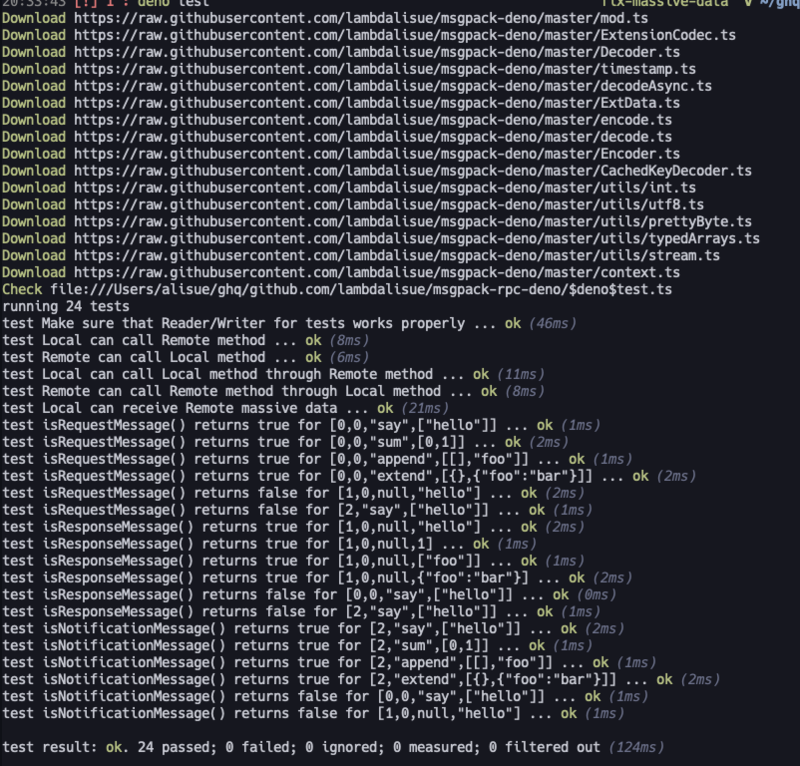 20:33:43 [!] 1 : deno test fix-massive-data ~/ghq
Download https://raw.githubusercontent.com/lambdalisue/msgpack-deno/master/mod.ts
Download https://raw.githubusercontent.com/lambdalisue/msgpack-deno/master/ExtensionCodec.ts
Download https://raw.githubusercontent.com/lambdalisue/msgpack-deno/master/Decoder.ts
Download https://raw.githubusercontent.com/lambdalisue/msgpack-deno/master/timestamp.ts
Download https://raw.githubusercontent.com/lambdalisue/msgpack-deno/master/decodeAsync.ts
Download https://raw.githubusercontent.com/lambdalisue/msgpack-deno/master/ExtData.ts
Download https://raw.githubusercontent.com/lambdalisue/msgpack-deno/master/encode.ts
Download https://raw.githubusercontent.com/lambdalisue/msgpack-deno/master/decode.ts
Download https://raw.githubusercontent.com/lambdalisue/msgpack-deno/master/Encoder.ts
Download https://raw.githubusercontent.com/lambdalisue/msgpack-deno/master/CachedKeyDecoder.ts
Download https://raw.githubusercontent.com/lambdalisue/msgpack-deno/master/utils/int.ts
Download https://raw.githubusercontent.com/lambdalisue/msgpack-deno/master/utils/utf8.ts
Download https://raw.githubusercontent.com/lambdalisue/msgpack-deno/master/utils/prettyByte.ts
Download https://raw.githubusercontent.com/lambdalisue/msgpack-deno/master/utils/typedArrays.ts
Download https://raw.githubusercontent.com/lambdalisue/msgpack-deno/master/utils/stream.ts
Download https://raw.githubusercontent.com/lambdalisue/msgpack-deno/master/context.ts
Check file:///Users/alisue/ghq/github.com/lambdalisue/msgpack-rpc-deno/$deno$test.ts
running 24 tests
test Make sure that Reader/Writer for tests works properly ... ok (46ms)
test Local can call Remote method ... ok (8ms)
test Remote can call Local method ... ok (6ms)
test Local can call Local method through Remote method ... ok (11ms)
test Remote can call Remote method through Local method ... ok (8ms)
test Local can receive Remote massive data ... ok (21ms)
test isRequestMessage() returns true for [0,0,"say",["hello"]] ... ok (1ms)
test isRequestMessage() returns true for [0,0,"sum",[0,1]] ... ok (2ms)
test isRequestMessage() returns true for [0,0,"append",[[],"foo"]] ... ok (1ms)
test isRequestMessage() returns true for [0,0,"extend",[{},{"foo":"bar"}]] ... ok (2ms)
test isRequestMessage() returns false for [1,0,null,"hello"] ... ok (2ms)
test isRequestMessage() returns false for [2,"say",["hello"]] ... ok (1ms)
test isResponseMessage() returns true for [1,0,null,"hello"] ... ok (2ms)
test isResponseMessage() returns true for [1,0,null,1] ... ok (1ms)
test isResponseMessage() returns true for [1,0,null,["foo"]] ... ok (1ms)
test isResponseMessage() returns true for [1,0,null,{"foo":"bar"}] ... ok (2ms)
test isResponseMessage() returns false for [0,0,"say",["hello"]] ... ok (0ms)
test isResponseMessage() returns false for [2,"say",["hello"]] ... ok (1ms)
test isNotificationMessage() returns true for [2,"say",["hello"]] ... ok (2ms)
test isNotificationMessage() returns true for [2,"sum",[0,1]] ... ok (1ms)
test isNotificationMessage() returns true for [2,"append",[[],"foo"]] ... ok (1ms)
test isNotificationMessage() returns true for [2,"extend",[{},{"foo":"bar"}]] ... ok (2ms)
test isNotificationMessage() returns false for [0,0,"say",["hello"]] ... ok (1ms)
test isNotificationMessage() returns false for [1,0,null,"hello"] ... ok (1ms)
test result: ok. 24 passed; 0 failed; 0 ignored; 0 measured; 0 filtered out (124ms)